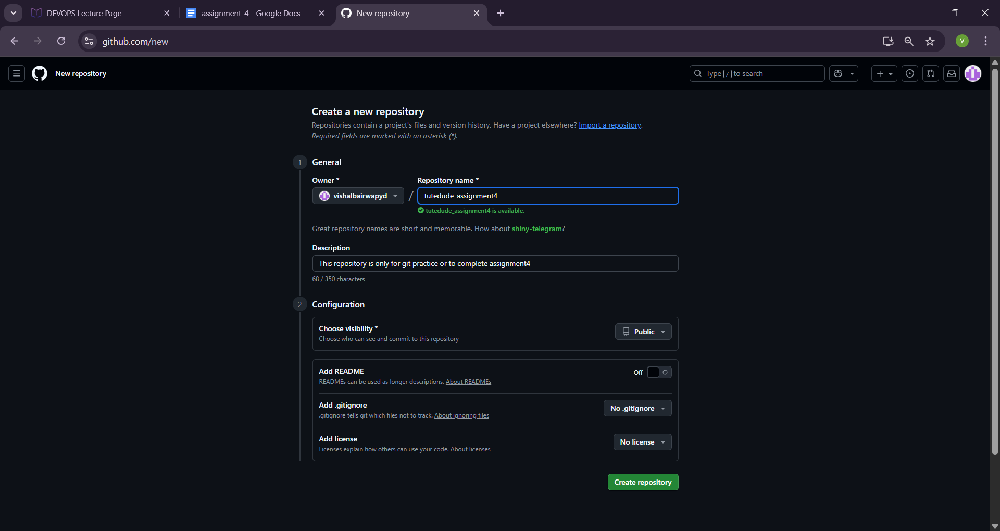 DEVOPS Lecture Page
assignment_4 - Google Docs
New repository
github.com/new
V
New repository
Type / to search
Create a new repository
Repositories contain a project's files and version history. Have a project elsewhere? Import a repository.
Required fields are marked with an asterisk (*).
1 General
Owner *
Repository name *
vishalbairwapyd
/
tutedude_assignment4
tutedude_assignment4 is available.
Great repository names are short and memorable. How about shiny-telegram?
Description
This repository is only for git practice or to complete assignment4
68 / 350 characters
2 Configuration
Choose visibility *
Choose who can see and commit to this repository
Public
Add README
READMEs can be used as longer descriptions. About READMEs
Off
Add .gitignore
.gitignore tells git which files not to track. About ignoring files
No .gitignore
Add license
Licenses explain how others can use your code. About licenses
No license
Create repository